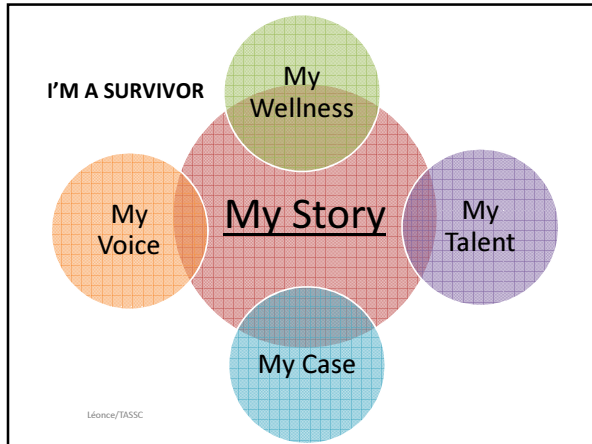 My
Wellness
I'M A SURVIVOR
My
Voice
My Story
My
Talent
My Case
Léonce/TASSC